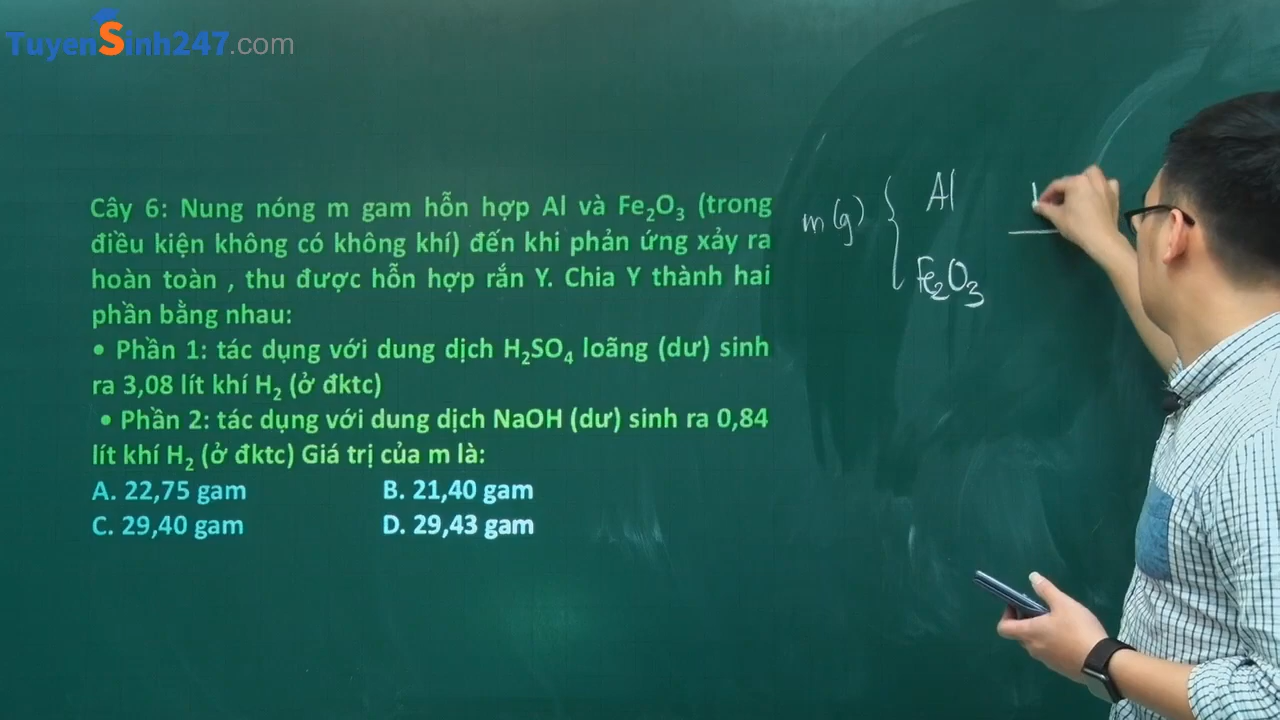 TuyenSinh247.com
Cây 6: Nung nóng m gam hỗn hợp Al và Fe₂O₃ (trong
điều kiện không có không khí) đến khi phản ứng xảy ra
hoàn toàn , thu được hỗn hợp rắn Y. Chia Y thành hai
phần bằng nhau:
• Phần 1: tác dụng với dung dịch H₂SO₄ loãng (dư) sinh
ra 3,08 lít khí H₂ (ở đktc)
• Phần 2: tác dụng với dung dịch NaOH (dư) sinh ra 0,84
lít khí H₂ (ở đktc) Giá trị của m là:
A. 22,75 gam B. 21,40 gam
C. 29,40 gam D. 29,43 gam
Al
m(g) {
Fe₂O₃